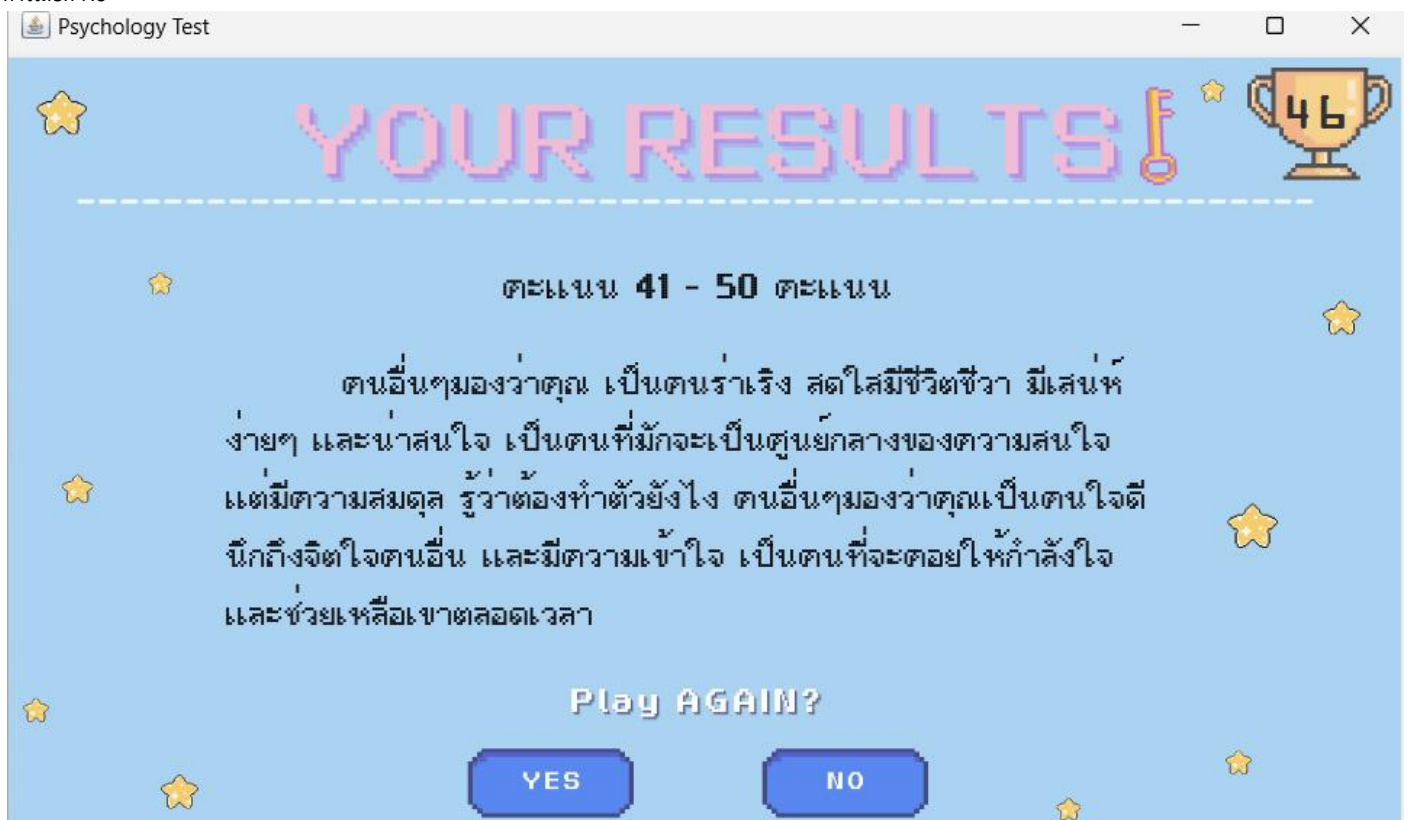 Psychology Test
YOUR RESULTS
46
คะแนน 41 - 50 คะแนน
คนอื่นๆมองว่าคุณ เป็นคนร่าเริง สดใสมีชีวิตชีวา มีเสน่ห์
ง่ายๆ และน่าสนใจ เป็นคนที่มักจะเป็นศูนย์กลางของความสนใจ
แต่มีความสมดุล รู้ว่าต้องทำตัวยังไง คนอื่นๆมองว่าคุณเป็นคนใจดี
นึกถึงจิตใจคนอื่น และมีความเข้าใจ เป็นคนที่จะคอยให้กำลังใจ
และช่วยเหลือเขาตลอดเวลา
Play AGAIN?
YES
NO